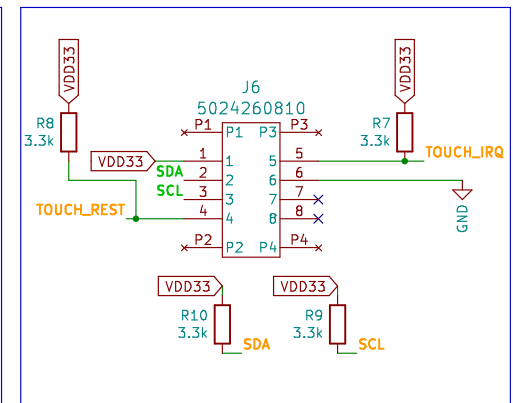 VDD33
VDD33
J6
5024260810
R8
3.3k
R7
3.3k
P1
P1
P3
P3
VDD33
1
1
5
5
TOUCH_IRQ
SDA
2
2
6
6
SCL
3
3
7
7
TOUCH_REST
4
4
8
8
GND
P2
P2
P4
P4
VDD33
VDD33
R10
3.3k
R9
3.3k
SDA
SCL